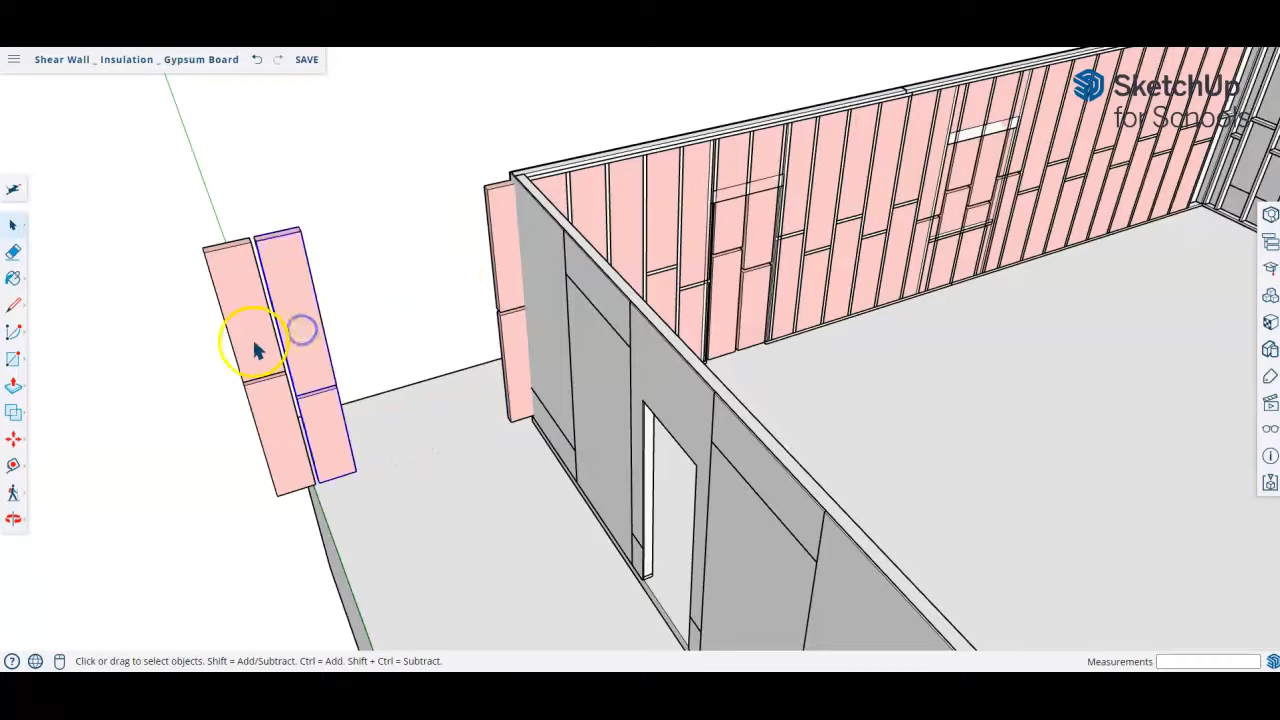 Shear Wall _ Insulation _ Gypsum Board
SAVE
SketchUp
for Schools
Click or drag to select objects. Shift = Add/Subtract. Ctrl = Add. Shift + Ctrl = Subtract.
Measurements